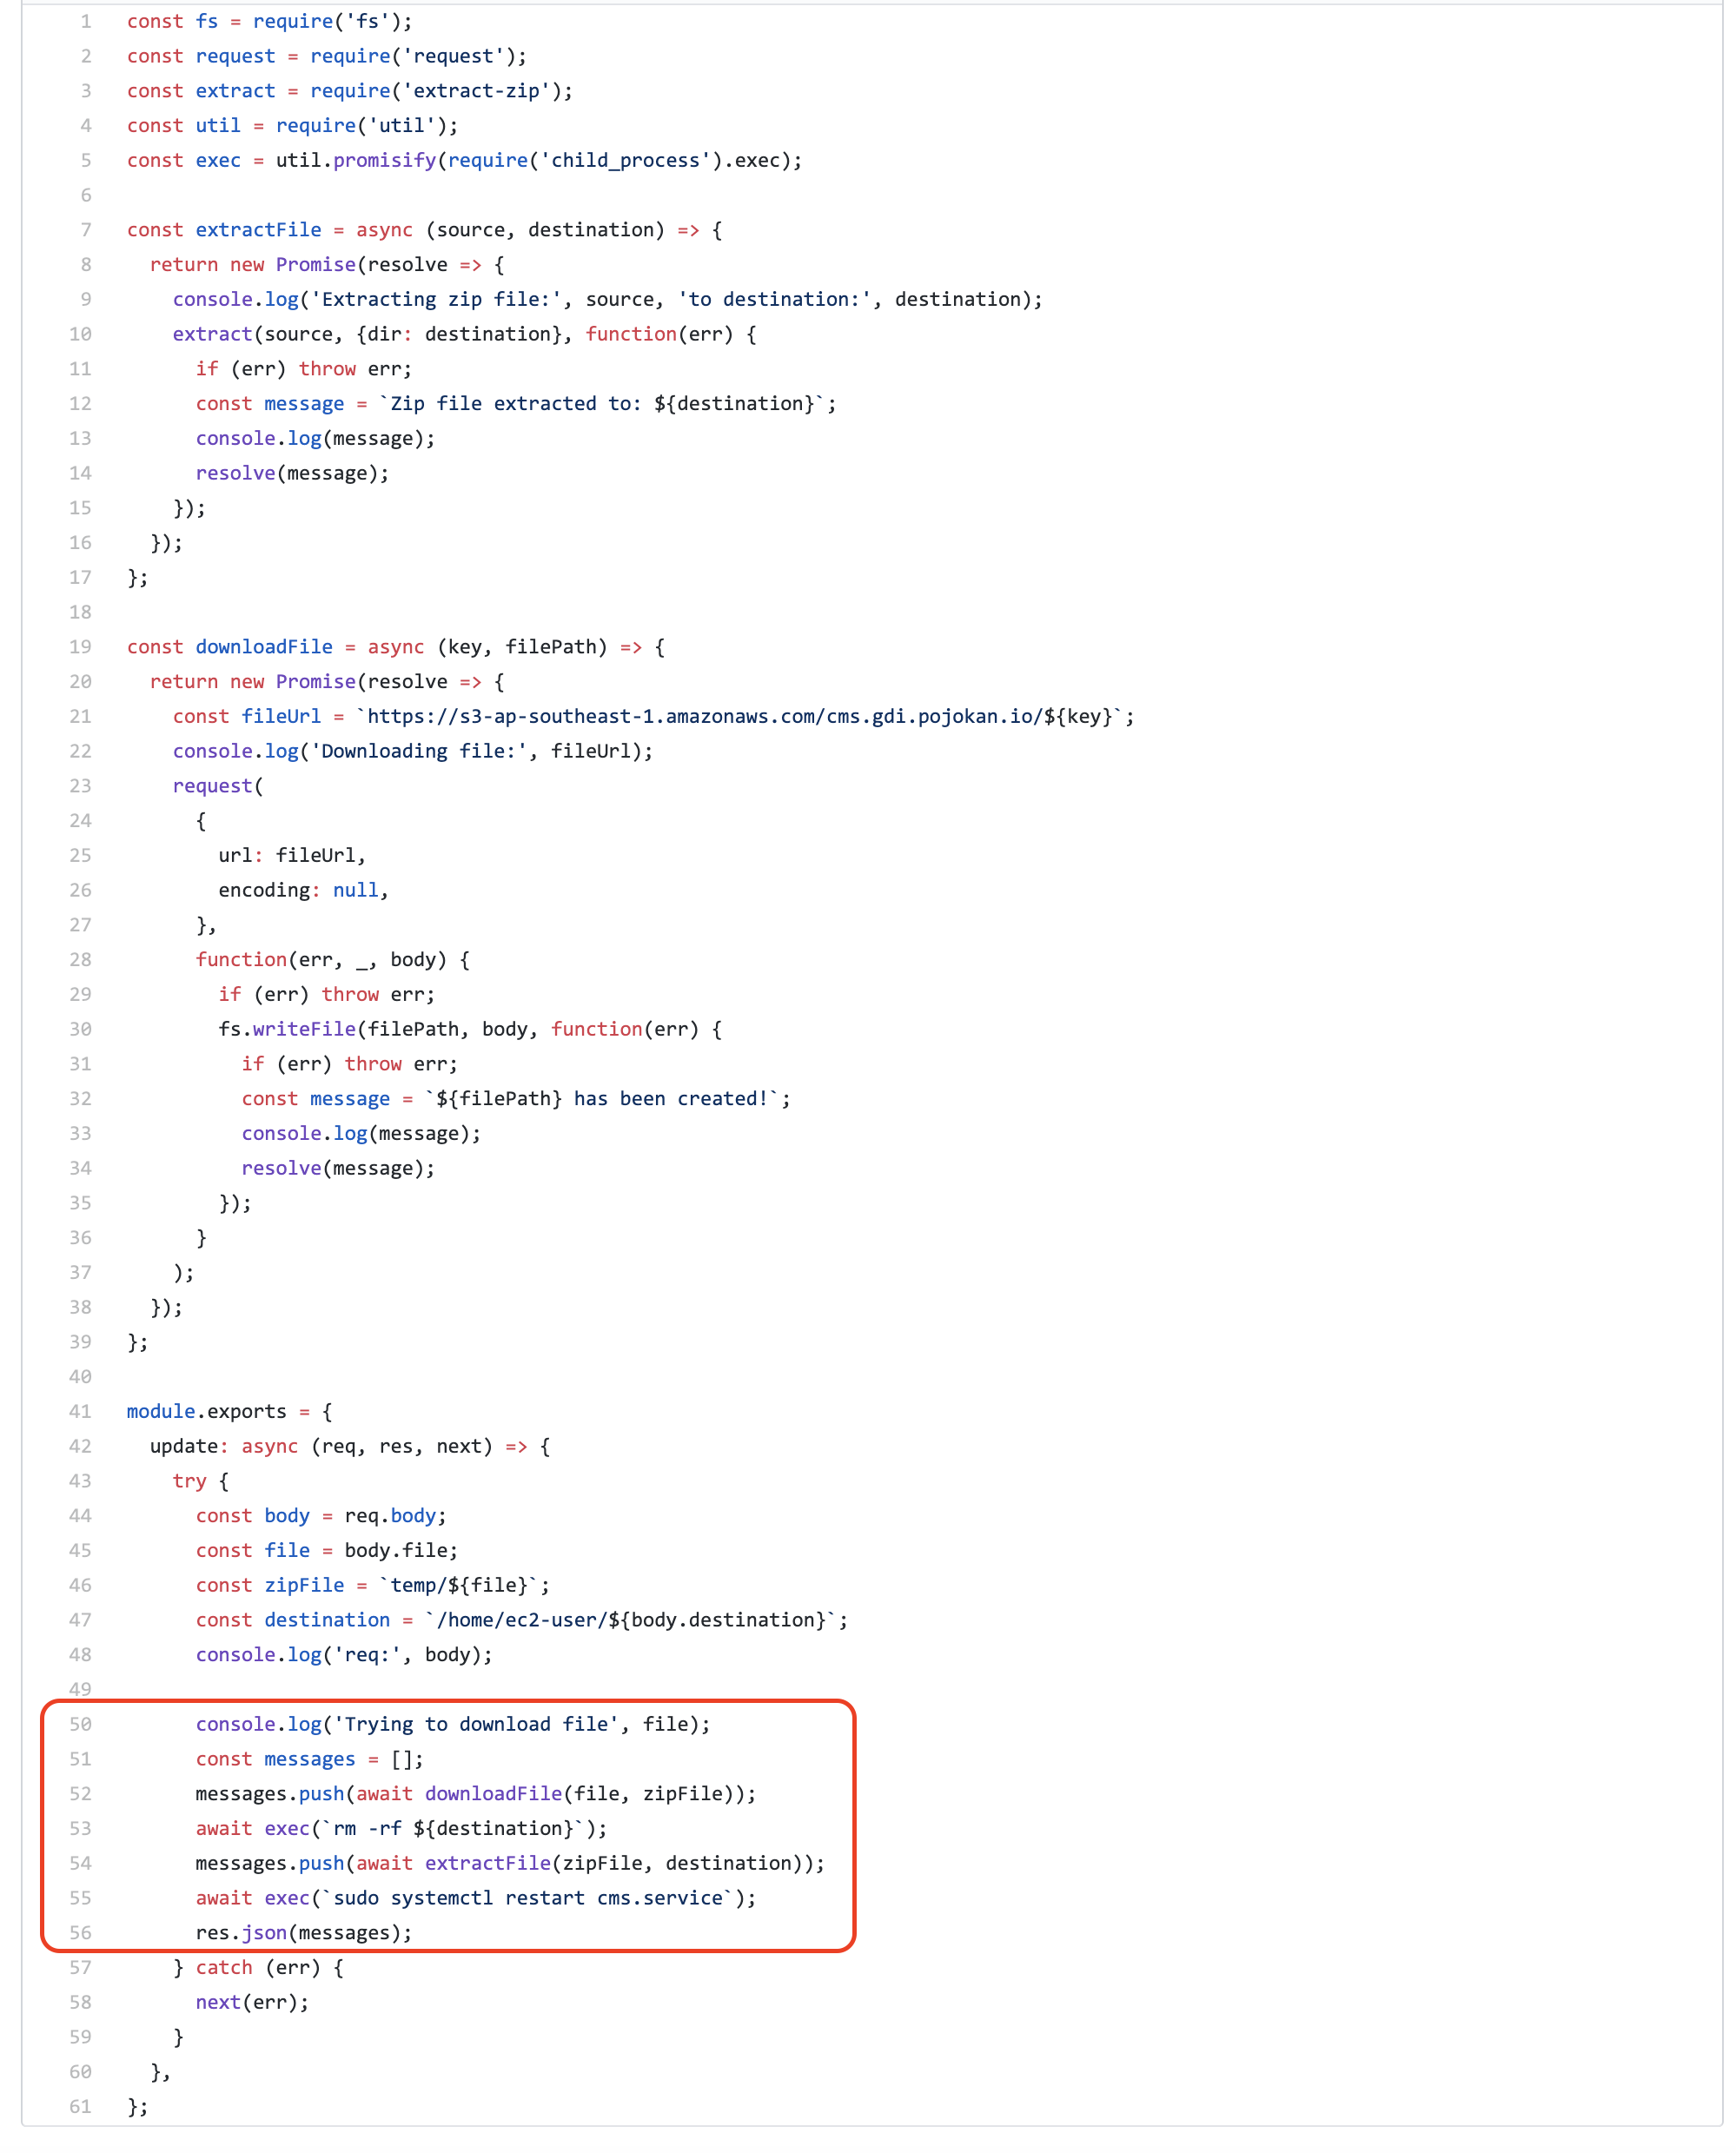 1 const fs = require('fs');
2 const request = require('request');
3 const extract = require('extract-zip');
4 const util = require('util');
5 const exec = util.promisify(require('child_process').exec);
6
7 const extractFile = async (source, destination) => {
8   return new Promise(resolve => {
9     console.log('Extracting zip file:', source, 'to destination:', destination);
10     extract(source, {dir: destination}, function(err) {
11       if (err) throw err;
12       const message = `Zip file extracted to: ${destination}`;
13       console.log(message);
14       resolve(message);
15     });
16   });
17 };
18
19 const downloadFile = async (key, filePath) => {
20   return new Promise(resolve => {
21     const fileUrl = `https://s3-ap-southeast-1.amazonaws.com/cms.gdi.pojokan.io/${key}`;
22     console.log('Downloading file:', fileUrl);
23     request(
24       {
25         url: fileUrl,
26         encoding: null,
27       },
28       function(err, _, body) {
29         if (err) throw err;
30         fs.writeFile(filePath, body, function(err) {
31           if (err) throw err;
32           const message = `${filePath} has been created!`;
33           console.log(message);
34           resolve(message);
35         });
36       }
37     );
38   });
39 };
40
41 module.exports = {
42   update: async (req, res, next) => {
43     try {
44       const body = req.body;
45       const file = body.file;
46       const zipFile = `temp/${file}`;
47       const destination = `/home/ec2-user/${body.destination}`;
48       console.log('req:', body);
49
50       console.log('Trying to download file', file);
51       const messages = [];
52       messages.push(await downloadFile(file, zipFile));
53       await exec(`rm -rf ${destination}`);
54       messages.push(await extractFile(zipFile, destination));
55       await exec(`sudo systemctl restart cms.service`);
56       res.json(messages);
57     } catch (err) {
58       next(err);
59     }
60   },
61 };